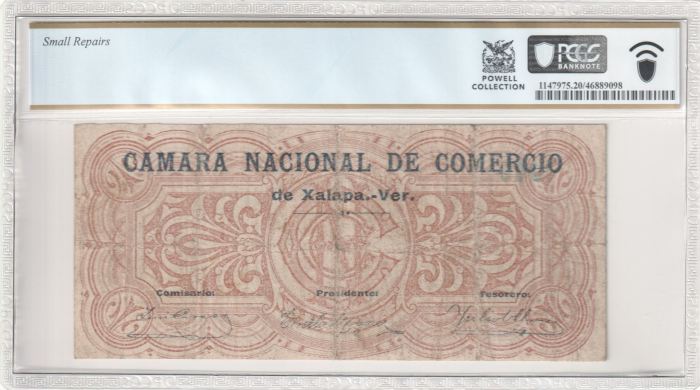 Small Repairs
POWELL
COLLECTION
PCGS
BANKNOTE
1147975.20/46889098
CAMARA NACIONAL DE COMERCIO
de Xalapa.-Ver.
Comisario: Presidente: Tesorero: